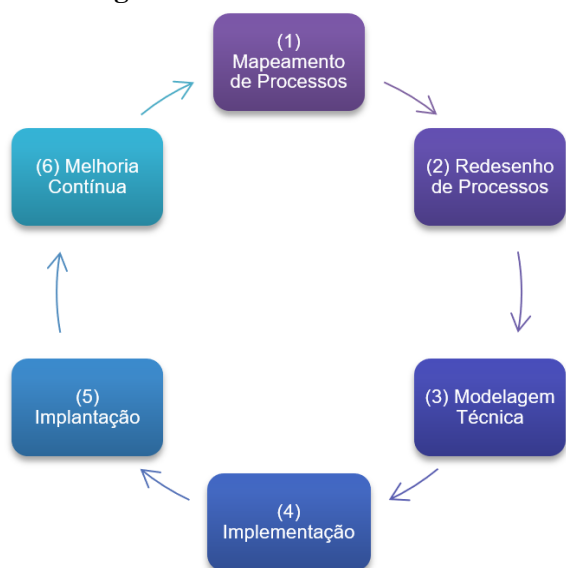 (1)
Mapeamento
de Processos
(2) Redesenho
de Processos
(3) Modelagem
Técnica
(4)
Implementação
(5)
Implantação
(6) Melhoria
Contínua